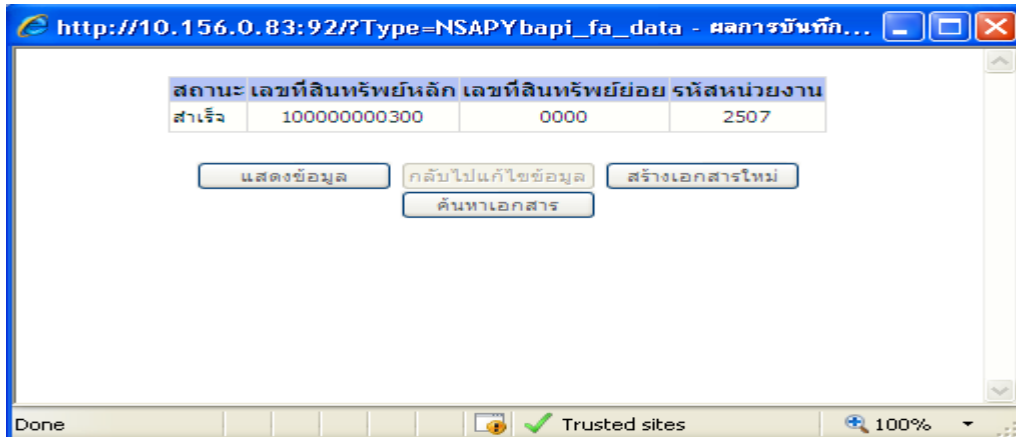 http://10.156.0.83:92/?Type=NSAPYbapi_fa_data - ผลการบันทึก...
สถานะ เลขที่สินทรัพย์หลัก เลขที่สินทรัพย์ย่อย รหัสหน่วยงาน
สำเร็จ 100000000300 0000 2507
แสดงข้อมูล กลับไปแก้ไขข้อมูล สร้างเอกสารใหม่
ค้นหาเอกสาร
Done Trusted sites 100%